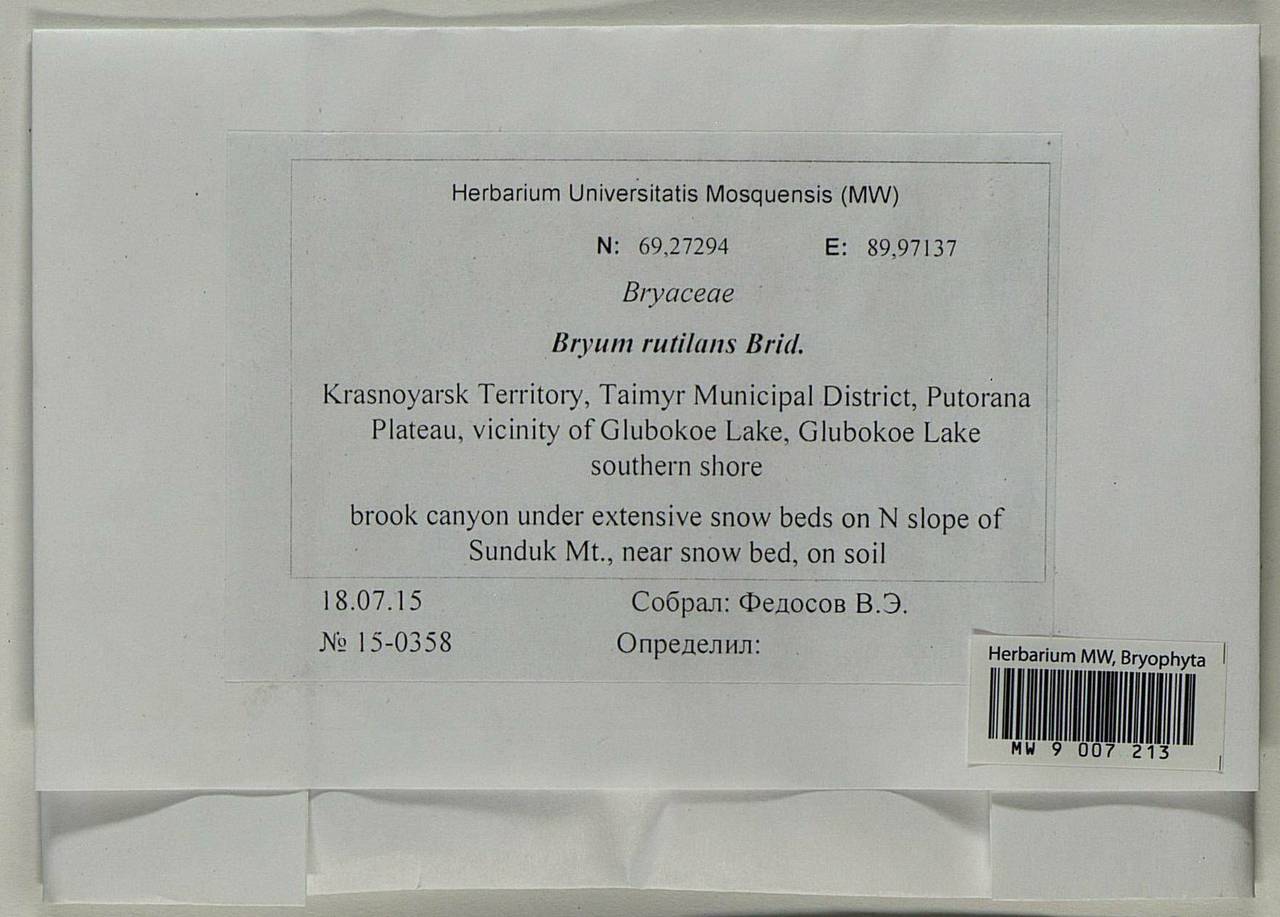 Herbarium Universitatis Mosquensis (MW)
N: 69,27294 E: 89,97137
Bryaceae
Bryum rutilans Brid.
Krasnoyarsk Territory, Taimyr Municipal District, Putorana
Plateau, vicinity of Glubokoe Lake, Glubokoe Lake
southern shore
brook canyon under extensive snow beds on N slope of
Sunduk Mt., near snow bed, on soil
18.07.15 Собрал: Федосов В.Э.
№ 15-0358 Определил:
Herbarium MW, Bryophyta
MW 9 007 213